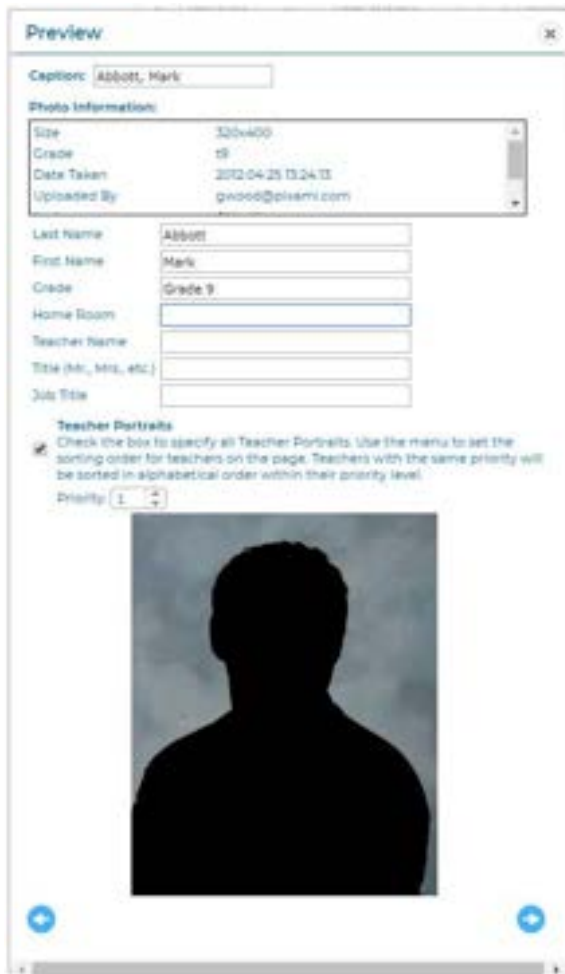 Preview
Caption: Abbott, Mark
Photo Information:
Size 320x400
Grade t9
Date Taken 2012:04:25 13:24:13
Uploaded By gwood@pixami.com
Last Name Abbott
First Name Mark
Grade Grade 9
Home Room
Teacher Name
Title (Mr., Mrs., etc.)
Job Title
Teacher Portraits
Check the box to specify all Teacher Portraits. Use the menu to set the
sorting order for teachers on the page. Teachers with the same priority will
be sorted in alphabetical order within their priority level.
Priority 1